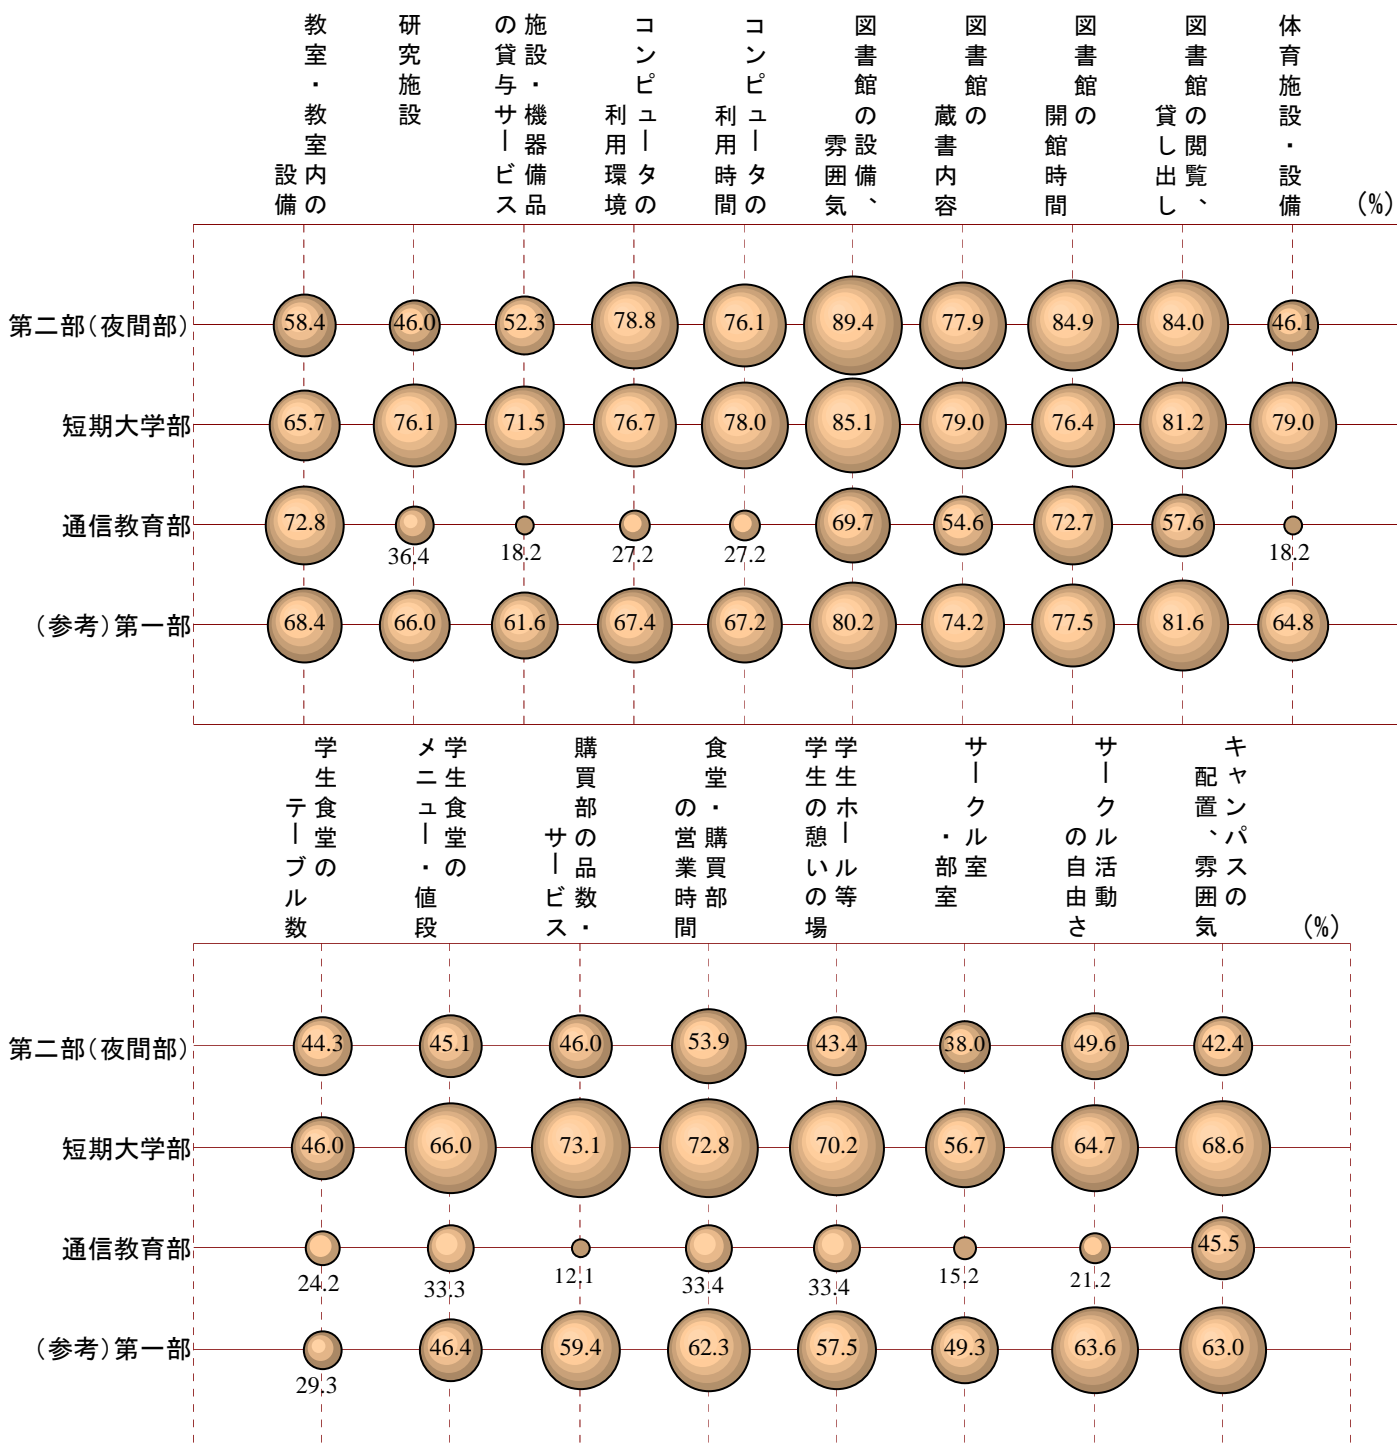 教室・教室内の
設備
研究施設
施設・機器備品
の貸与サービス
コンピュータの
利用環境
コンピュータの
利用時間
図書館の設備、
雰囲気
図書館の
蔵書内容
図書館の
開館時間
図書館の閲覧、
貸し出し
体育施設・設備
(%)
第二部(夜間部) 58.4 46.0 52.3 78.8 76.1 89.4 77.9 84.9 84.0 46.1
短期大学部 65.7 76.1 71.5 76.7 78.0 85.1 79.0 76.4 81.2 79.0
通信教育部 72.8 36.4 18.2 27.2 27.2 69.7 54.6 72.7 57.6 18.2
(参考)第一部 68.4 66.0 61.6 67.4 67.2 80.2 74.2 77.5 81.6 64.8
学生食堂の
テーブル数
学生食堂の
メニュー・値段
購買部の品数・
サービス
食堂・購買部
の営業時間
学生ホール等
学生の憩いの場
サークル室
・部室
サークル活動
の自由さ
キャンパスの
配置、雰囲気
(%)
第二部(夜間部) 44.3 45.1 46.0 53.9 43.4 38.0 49.6 42.4
短期大学部 46.0 66.0 73.1 72.8 70.2 56.7 64.7 68.6
通信教育部 24.2 33.3 12.1 33.4 33.4 15.2 21.2 45.5
(参考)第一部 29.3 46.4 59.4 62.3 57.5 49.3 63.6 63.0